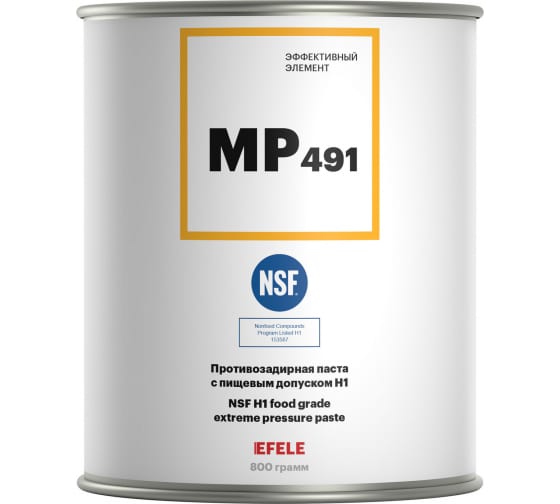 ЭФФЕКТИВНЫЙ
ЭЛЕМЕНТ
MP491
NSF®
Nonfood Compounds
Program Listed H1
153587
Противозадирная паста
с пищевым допуском H1
NSF H1 food grade
extreme pressure paste
EFELE
800 грамм